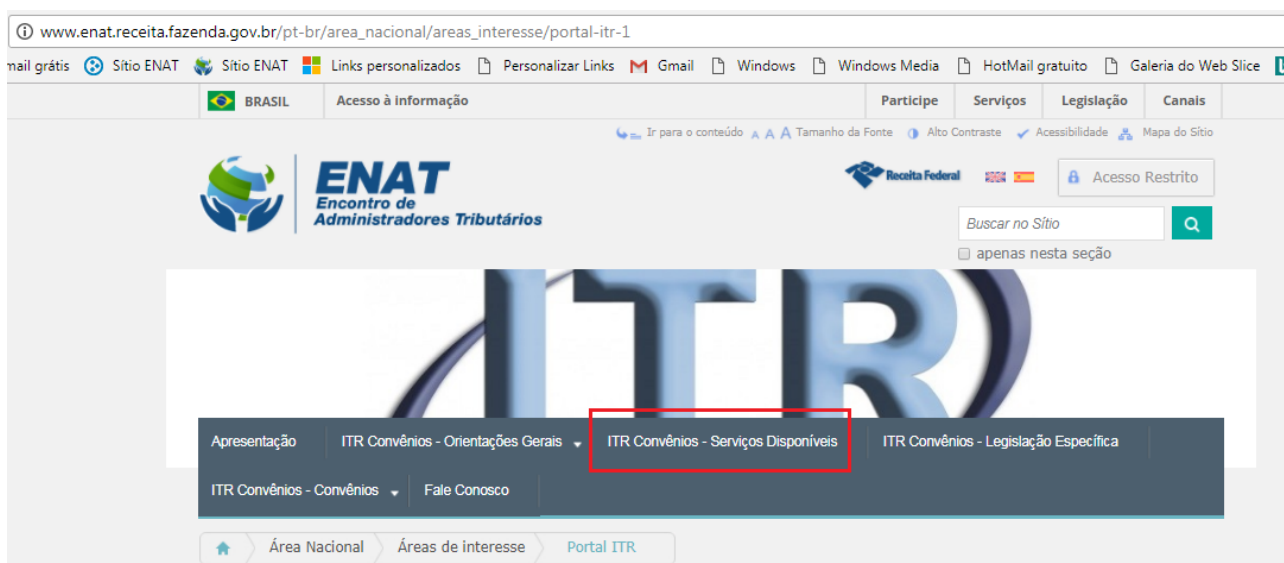 www.enat.receita.fazenda.gov.br/pt-br/area_nacional/areas_interesse/portal-itr-1
mail grátis Sítio ENAT Sítio ENAT Links personalizados Personalizar Links Gmail Windows Windows Media HotMail gratuito Galeria do Web Slice
BRASIL Acesso à informação Participe Serviços Legislação Canais
Ir para o conteúdo A A A Tamanho da Fonte Alto Contraste Acessibilidade Mapa do Sítio
ENAT
Encontro de
Administradores Tributários
Receita Federal
Acesso Restrito
Buscar no Sítio
apenas nesta seção
ITR
Apresentação ITR Convênios - Orientações Gerais ITR Convênios - Serviços Disponíveis ITR Convênios - Legislação Específica
ITR Convênios - Convênios Fale Conosco
Área Nacional Áreas de interesse Portal ITR